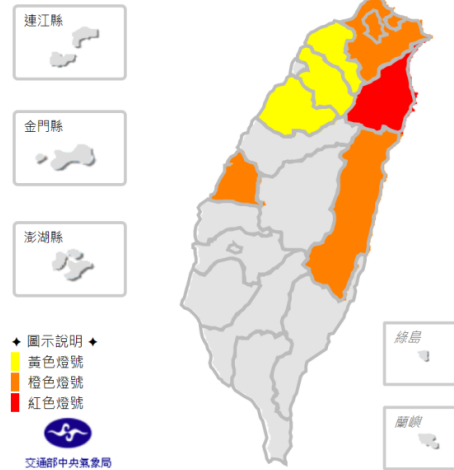 連江縣
金門縣
澎湖縣
✦ 圖示說明 ✦
黃色燈號
橙色燈號
紅色燈號
交通部中央氣象局
綠島
蘭嶼